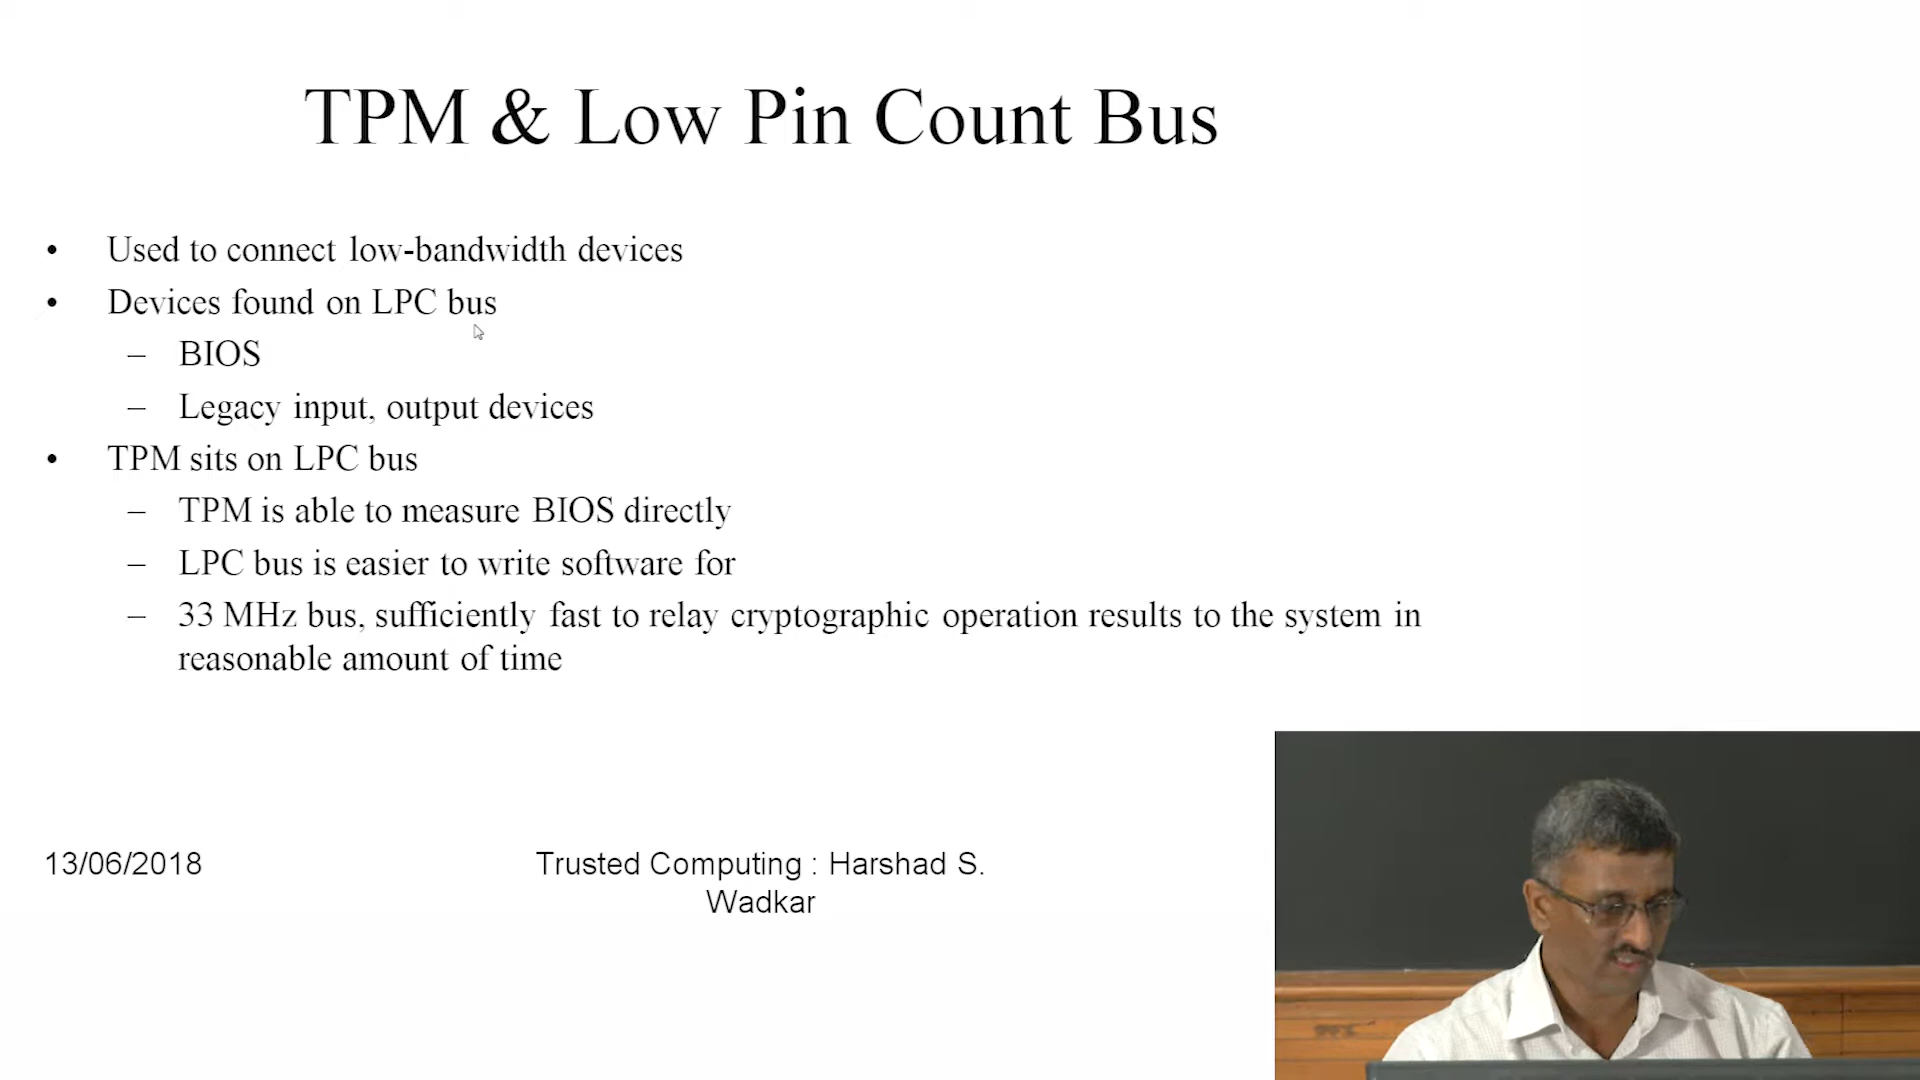 TPM & Low Pin Count Bus
• Used to connect low-bandwidth devices
• Devices found on LPC bus
– BIOS
– Legacy input, output devices
• TPM sits on LPC bus
– TPM is able to measure BIOS directly
– LPC bus is easier to write software for
– 33 MHz bus, sufficiently fast to relay cryptographic operation results to the system in
reasonable amount of time
13/06/2018
Trusted Computing : Harshad S.
Wadkar